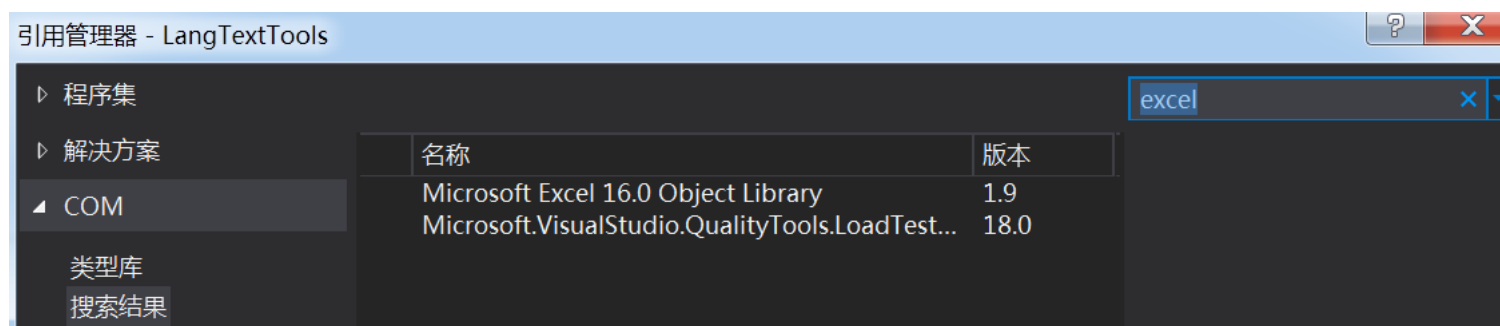 引用管理器 - LangTextTools
程序集
excel
解决方案
名称 版本
Microsoft Excel 16.0 Object Library 1.9
COM
Microsoft.VisualStudio.QualityTools.LoadTest... 18.0
类型库
搜索结果